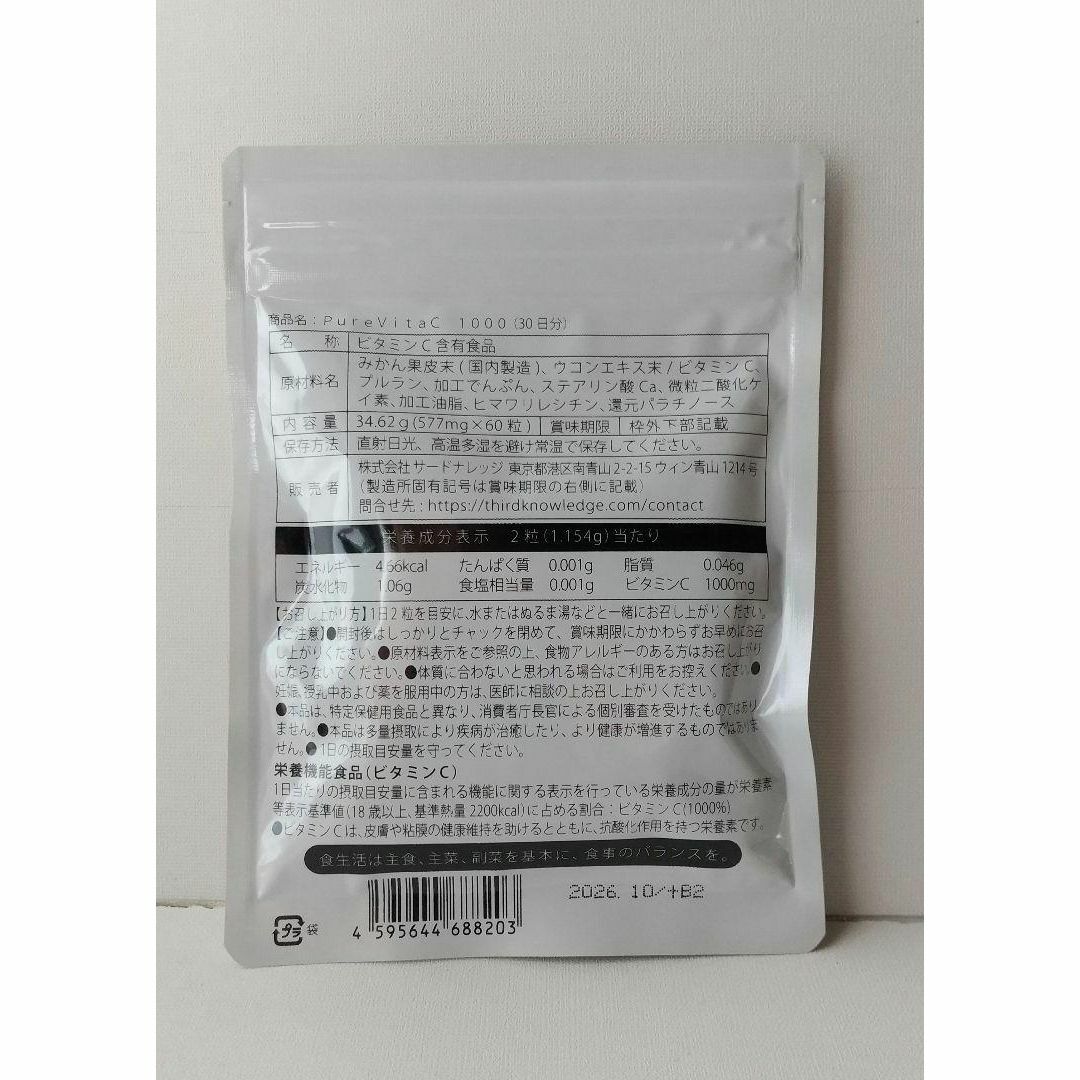 商品名：PureVitaC 1000（30日分）
名 称 ビタミンC含有食品
原材料名 みかん果皮末(国内製造)、ウコンエキス末/ビタミンC、
プルラン、加工でんぷん、ステアリン酸Ca、微粒二酸化ケ
イ素、加工油脂、ヒマワリレシチン、還元パラチノース
内容量 34.62g(577mg×60粒) 賞味期限 枠外下部記載
保存方法 直射日光、高温多湿を避け常温で保存してください。
販売者 株式会社サードナレッジ 東京都港区南青山2-2-15ウィン青山1214号
（製造所固有記号は賞味期限の右側に記載）
問合せ先：https://thirdknowledge.com/contact
栄養成分表示 2粒(1.154g)当たり
エネルギー 4.66kcal たんぱく質 0.001g 脂質 0.046g
炭水化物 1.06g 食塩相当量 0.001g ビタミンC 1000mg
【お召し上がり方】1日2粒を目安に、水またはぬるま湯などと一緒にお召し上がりください。
【ご注意】●開封後はしっかりとチャックを閉めて、賞味期限にかかわらずお早めにお召
し上がりください。●原材料表示をご参照の上、食物アレルギーのある方はお召し上がり
にならないでください。●体質に合わないと思われる場合はご利用をお控えください。●
妊娠、授乳中および薬を服用中の方は、医師に相談の上お召し上がりください。
●本品は、特定保健用食品と異なり、消費者庁長官による個別審査を受けたものではあり
ません。●本品は多量摂取により疾病が治癒したり、より健康が増進するものではありま
せん。●1日の摂取目安量を守ってください。
栄養機能食品(ビタミンC)
1日当たりの摂取目安量に含まれる機能に関する表示を行っている栄養成分の量が栄養素
等表示基準値(18歳以上、基準熱量2200kcal)に占める割合：ビタミンC(1000%)
●ビタミンCは、皮膚や粘膜の健康維持を助けるとともに、抗酸化作用を持つ栄養素です。
食生活は主食、主菜、副菜を基本に、食事のバランスを。
2026. 10/+B2
プラ 袋
4 595644 688203